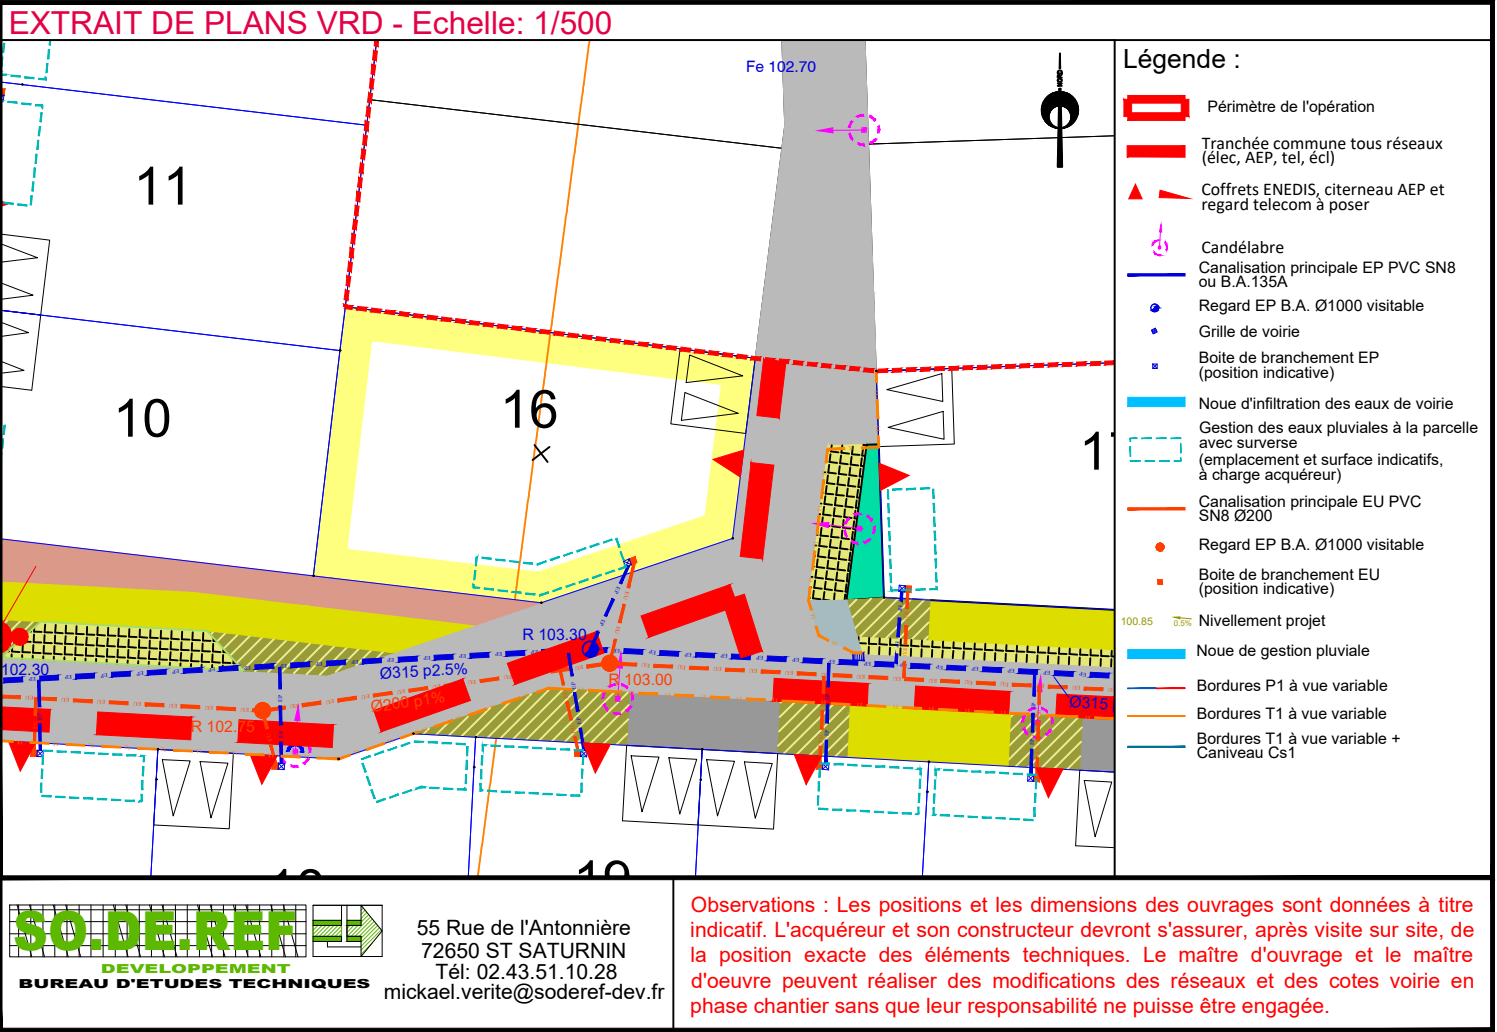 EXTRAIT DE PLANS VRD - Echelle: 1/500
Fe 102.70
11
10
16
1
R 103.30
102.30
Ø315 p2.5%
Ø200 p1%
R 103.00
R 102.75
Ø315
19
NORD
Légende :
Périmètre de l'opération
Tranchée commune tous réseaux
(élec, AEP, tel, écl)
Coffrets ENEDIS, citerneau AEP et
regard telecom à poser
Candélabre
Canalisation principale EP PVC SN8
ou B.A.135A
Regard EP B.A. Ø1000 visitable
Grille de voirie
Boite de branchement EP
(position indicative)
Noue d'infiltration des eaux de voirie
Gestion des eaux pluviales à la parcelle
avec surverse
(emplacement et surface indicatifs,
à charge acquéreur)
Canalisation principale EU PVC
SN8 Ø200
Regard EP B.A. Ø1000 visitable
Boite de branchement EU
(position indicative)
100.85 0.5% Nivellement projet
Noue de gestion pluviale
Bordures P1 à vue variable
Bordures T1 à vue variable
Bordures T1 à vue variable +
Caniveau Cs1
SO.DE.REF
DEVELOPPEMENT
BUREAU D'ETUDES TECHNIQUES
55 Rue de l'Antonnière
72650 ST SATURNIN
Tél: 02.43.51.10.28
mickael.verite@soderef-dev.fr
Observations : Les positions et les dimensions des ouvrages sont données à titre
indicatif. L'acquéreur et son constructeur devront s'assurer, après visite sur site, de
la position exacte des éléments techniques. Le maître d'ouvrage et le maître
d'oeuvre peuvent réaliser des modifications des réseaux et des cotes voirie en
phase chantier sans que leur responsabilité ne puisse être engagée.